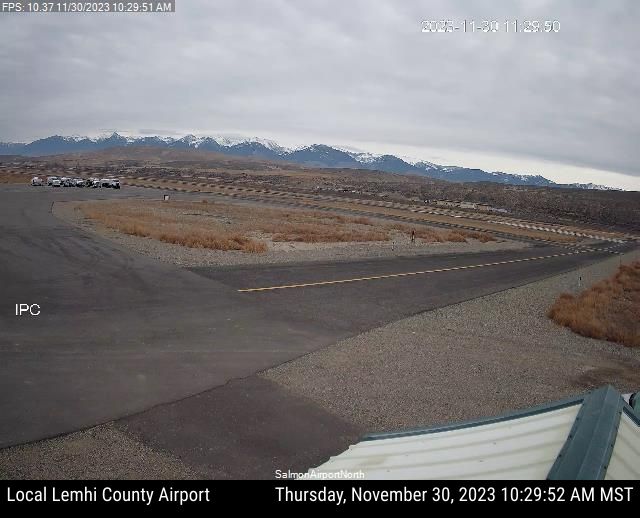 FPS: 10.37 11/30/2023 10:29:51 AM
2023-11-30 11:29:50
IPC
SalmonAirportNorth
Local Lemhi County Airport Thursday, November 30, 2023 10:29:52 AM MST